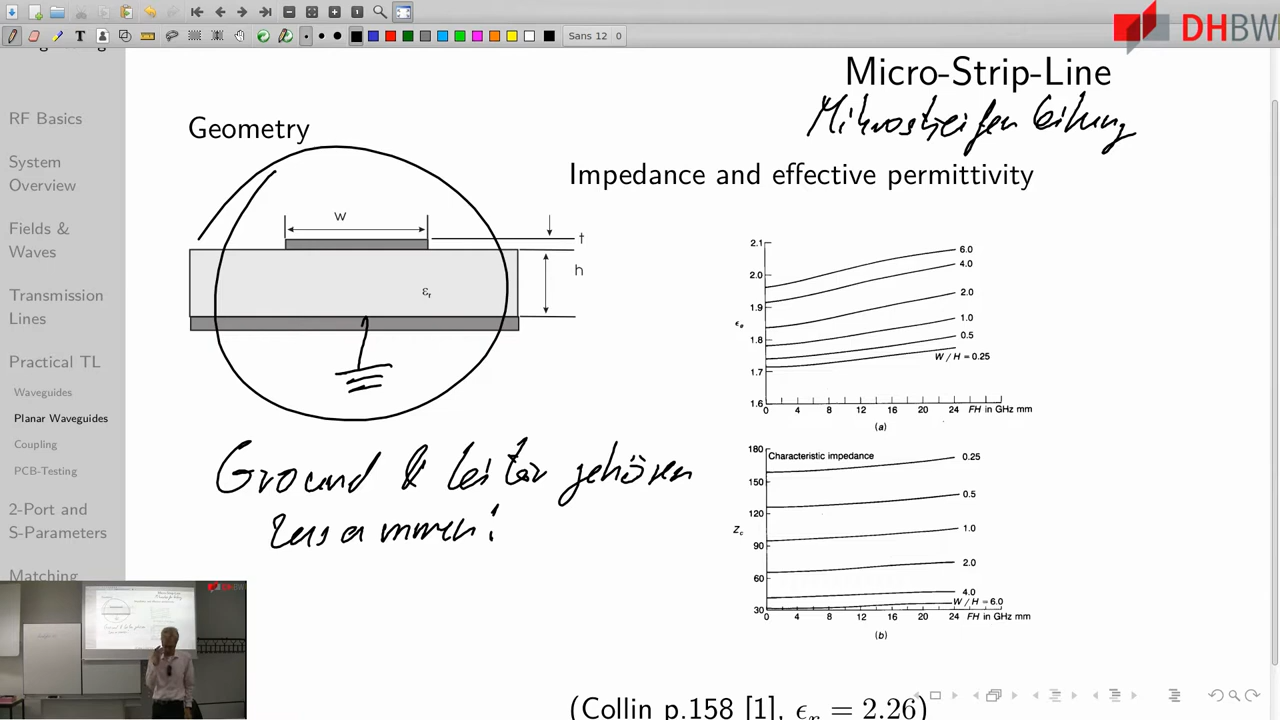 Sans 12 0
DHBW
Micro-Strip-Line
Mikrostreifenleitung
Geometry
Impedance and effective permittivity
RF Basics
System
Overview
Fields &
Waves
Transmission
Lines
Practical TL
Waveguides
Planar Waveguides
Coupling
PCB-Testing
2-Port and
S-Parameters
Matching
w
t
h
εr
Ground & Leiter gehören
zusammen!
2.1
6.0
4.0
2.0
1.9
2.0
εe
1.8
1.0
0.5
W / H = 0.25
1.7
1.6
0 4 8 12 16 20 24 FH in GHz mm
(a)
180
Characteristic impedance
0.25
150
0.5
120
Zc
1.0
90
2.0
60
4.0
W / H = 6.0
30
0 4 8 12 16 20 24 FH in GHz mm
(b)
(Collin p.158 [1], ϵr = 2.26)